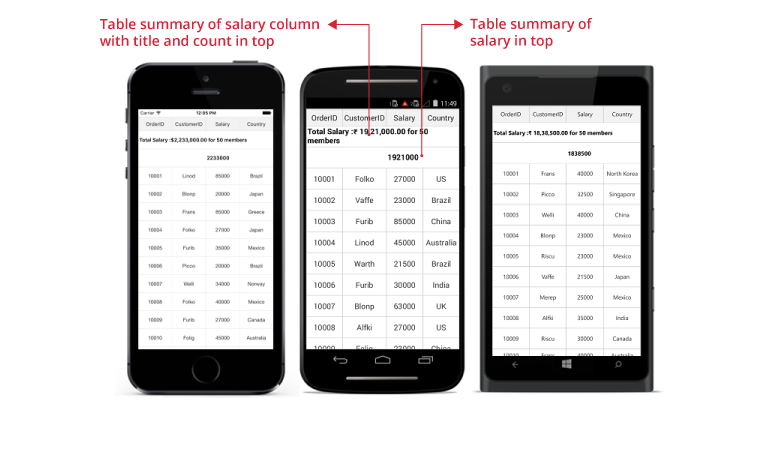 Table summary of salary column
with title and count in top
Table summary of
salary in top
Carrier 12:05 PM
OrderID CustomerID Salary Country
Total Salary :$2,233,000.00 for 50 members
2233000
10001 Linod 85000 Brazil
10002 Blonp 20000 Japan
10003 Frans 85000 Greece
10004 Folko 27000 Japan
10005 Furib 35000 Mexico
10006 Picco 20000 Brazil
10007 Welli 34000 Norway
10008 Folko 40000 Mexico
10009 Furib 27000 Canada
10010 Folig 45000 Australia
11:49
OrderID CustomerID Salary Country
Total Salary :₹ 19,21,000.00 for 50
members
1921000
10001 Folko 27000 US
10002 Vaffe 23000 Brazil
10003 Furib 85000 China
10004 Linod 45000 Australia
10005 Warth 21500 Brazil
10006 Furib 30000 India
10007 Blonp 63000 UK
10008 Alfki 27000 US
10009 Folig 23000 China
OrderID CustomerID Salary Country
Total Salary :₹ 18,38,500.00 for 50 members
1838500
10001 Frans 40000 North Korea
10002 Picco 32500 Singapore
10003 Welli 40000 China
10004 Blonp 23000 Mexico
10005 Riscu 23000 Mexico
10006 Vaffe 21500 Japan
10007 Merep 25000 Mexico
10008 Alfki 35000 India
10009 Riscu 30000 Canada
10010 Frans 40000 Australia